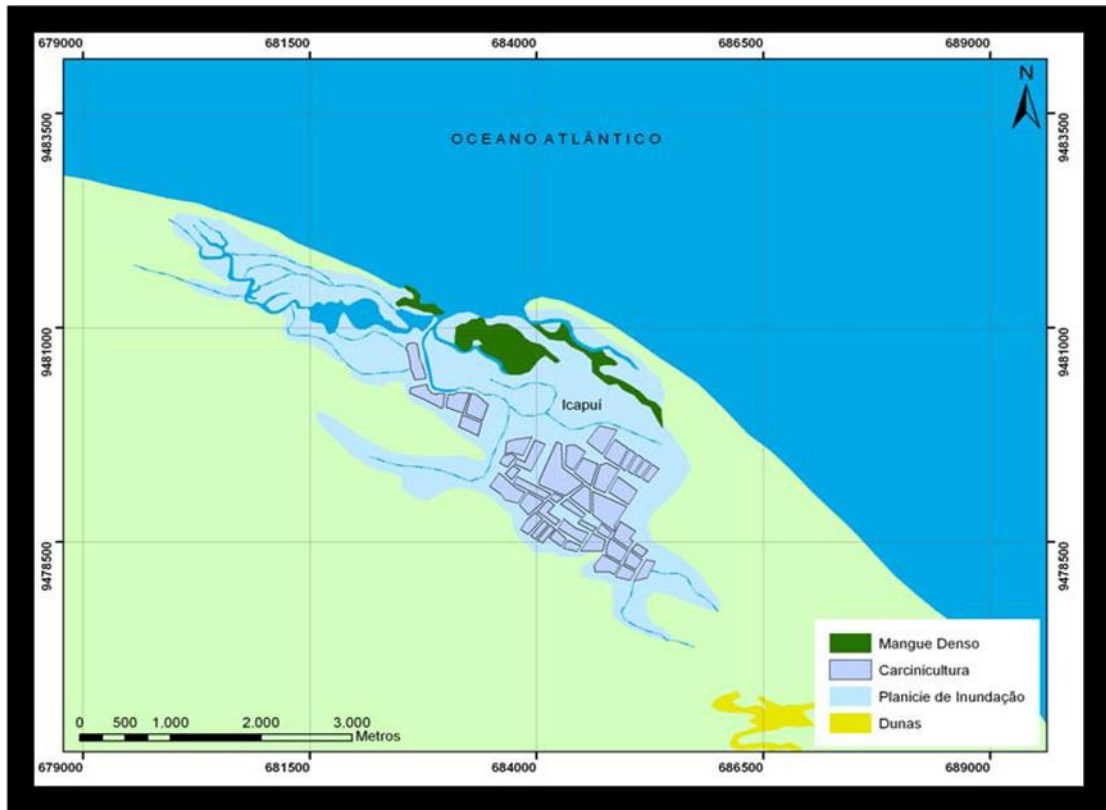 679000 681500 684000 686500 689000
N
9483500 9483500
OCEANO ATLÂNTICO
9481000 9481000
Icapuí
9478500 9478500
Mangue Denso
Carcinicultura
Planicie de Inundação
Dunas
0 500 1.000 2.000 3.000
Metros
679000 681500 684000 686500 689000